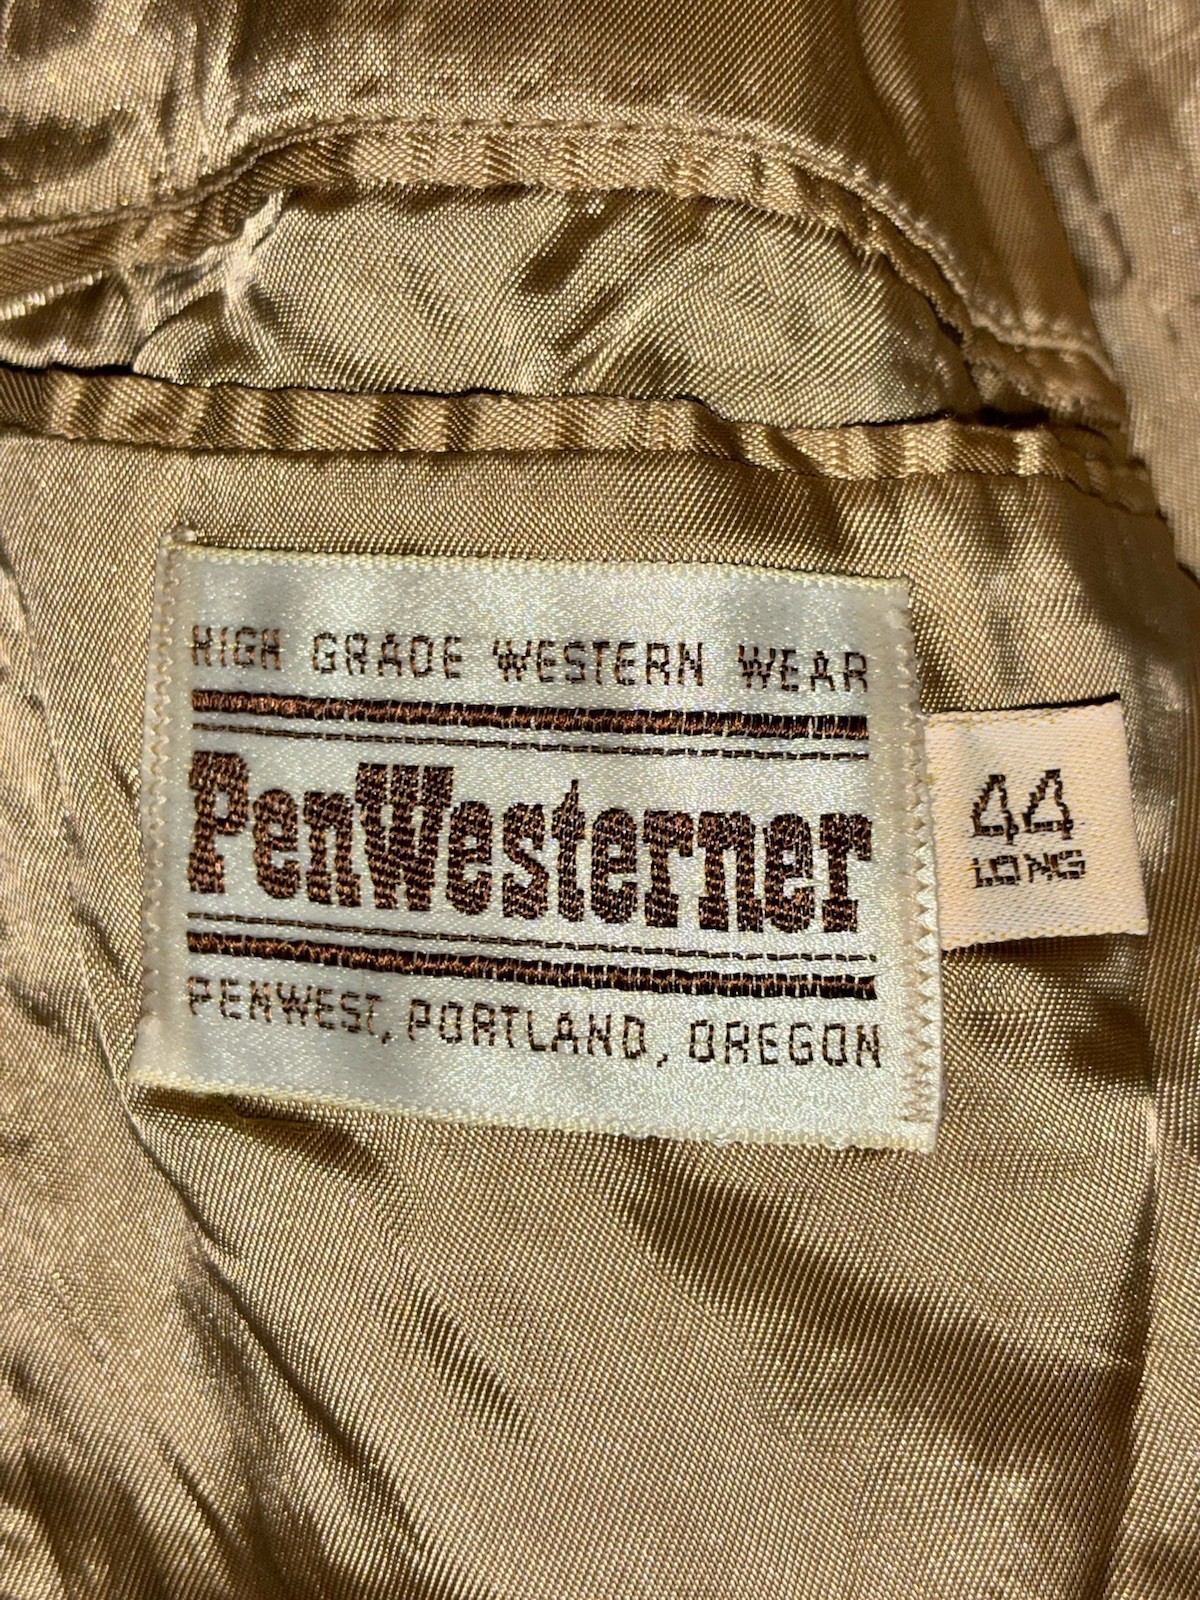 HIGH GRADE WESTERN WEAR
PenWesterner
PENWEST, PORTLAND, OREGON
44
LONG